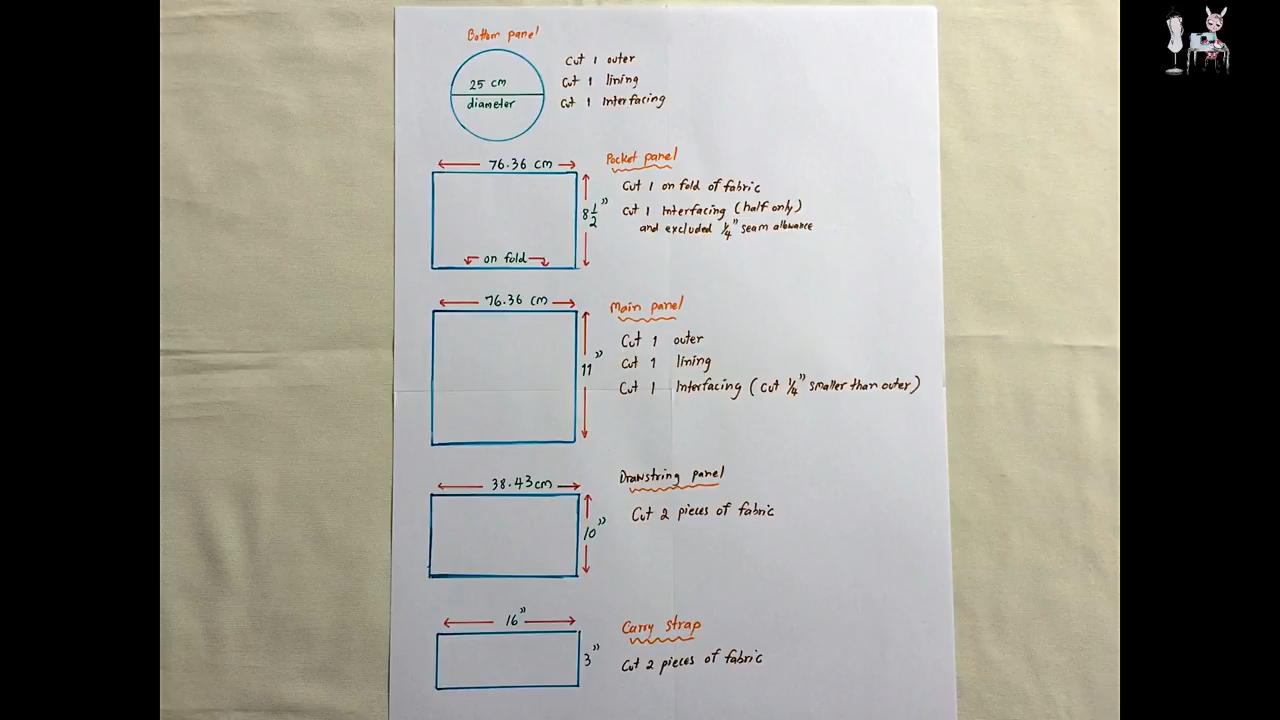 Bottom panel
25 cm
diameter
Cut 1 outer
Cut 1 lining
Cut 1 Interfacing
76.36 cm
Pocket panel
8 1/2"
Cut 1 on fold of fabric
Cut 1 Interfacing (half only)
and excluded 1/4" seam allowance
on fold
76.36 cm
Main panel
11"
Cut 1 outer
Cut 1 lining
Cut 1 Interfacing (Cut 1/4" smaller than outer)
38.43cm
Drawstring panel
10"
Cut 2 pieces of fabric
16"
Carry strap
3"
Cut 2 pieces of fabric